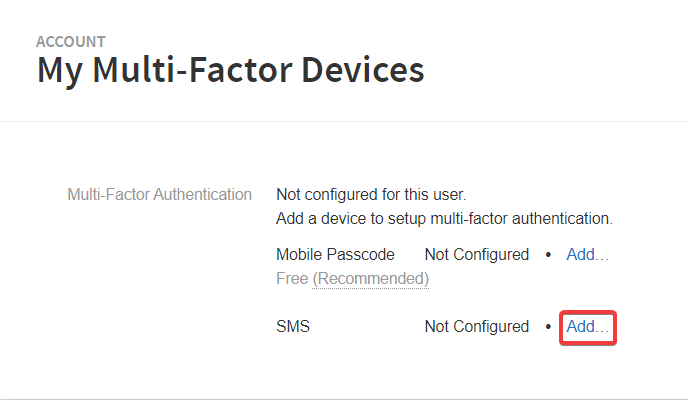 ACCOUNT
My Multi-Factor Devices
Multi-Factor Authentication Not configured for this user.
Add a device to setup multi-factor authentication.
Mobile Passcode Not Configured • Add...
Free (Recommended)
SMS Not Configured • Add...